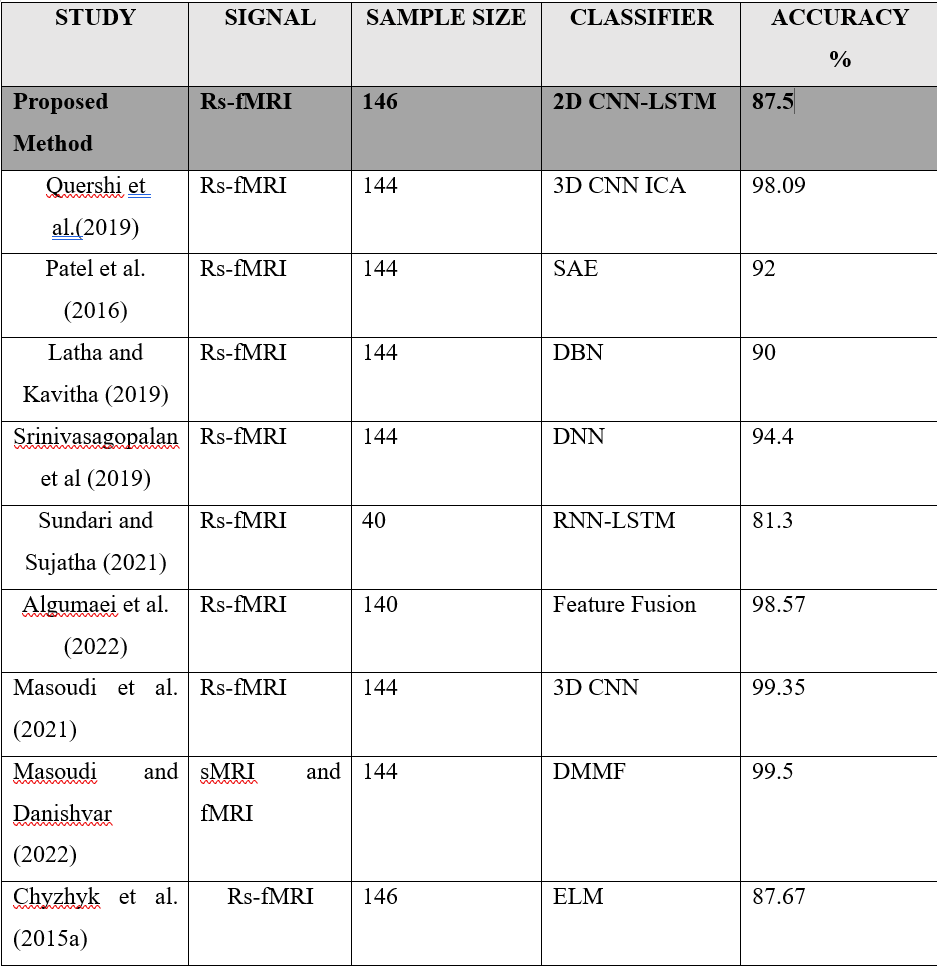 STUDY SIGNAL SAMPLE SIZE CLASSIFIER ACCURACY
%
Proposed Rs-fMRI 146 2D CNN-LSTM 87.5
Method
Quershi et Rs-fMRI 144 3D CNN ICA 98.09
al.(2019)
Patel et al. Rs-fMRI 144 SAE 92
(2016)
Latha and Rs-fMRI 144 DBN 90
Kavitha (2019)
Srinivasagopalan Rs-fMRI 144 DNN 94.4
et al (2019)
Sundari and Rs-fMRI 40 RNN-LSTM 81.3
Sujatha (2021)
Algumaei et al. Rs-fMRI 140 Feature Fusion 98.57
(2022)
Masoudi et al. Rs-fMRI 144 3D CNN 99.35
(2021)
Masoudi and sMRI and 144 DMMF 99.5
Danishvar fMRI
(2022)
Chyzhyk et al. Rs-fMRI 146 ELM 87.67
(2015a)